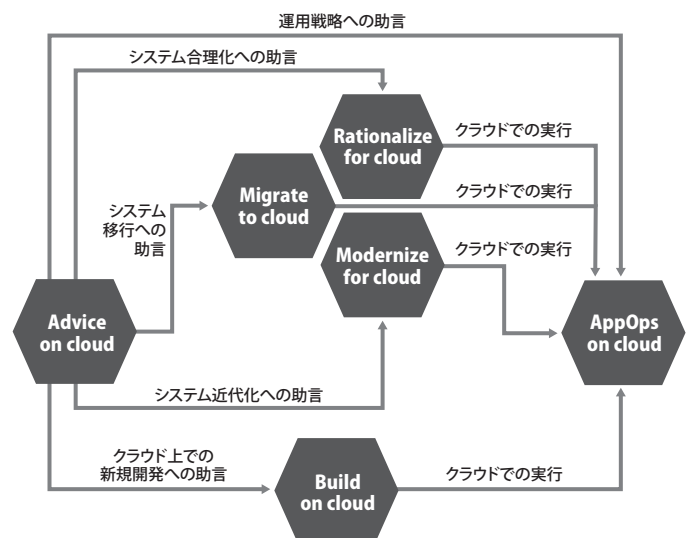 運用戦略への助言
システム合理化への助言
Rationalize
for cloud
クラウドでの実行
Migrate
to cloud
クラウドでの実行
システム
移行への
助言
Modernize
for cloud
クラウドでの実行
Advice
on cloud
AppOps
on cloud
システム近代化への助言
クラウド上での
新規開発への助言
Build
on cloud
クラウドでの実行